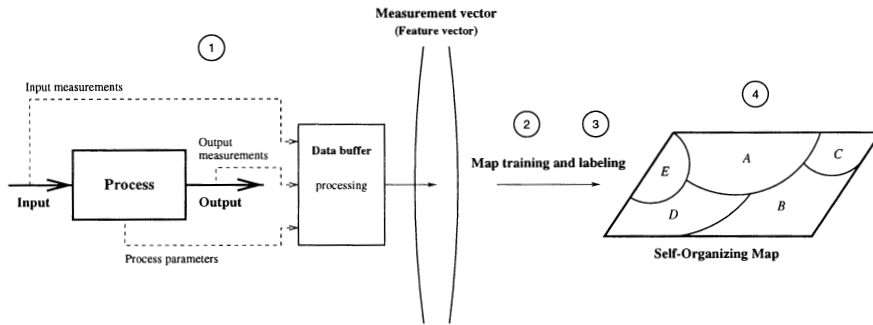 Measurement vector
(Feature vector)
1
Input measurements
2
3
4
Output
measurements
Data buffer
processing
Process
Input
Output
Map training and labeling
E
A
C
D
B
Process parameters
Self-Organizing Map